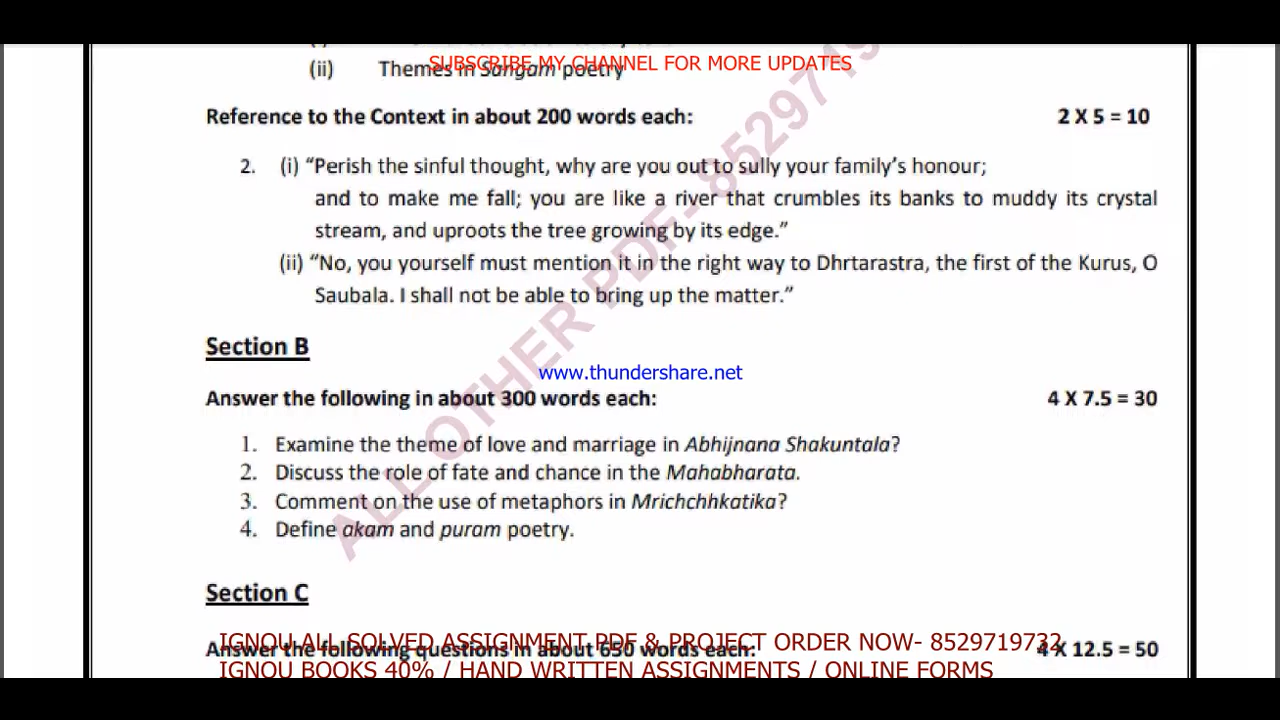 SUBSCRIBE MY CHANNEL FOR MORE UPDATES
(ii) Themes in Sangam poetry
Reference to the Context in about 200 words each: 2 X 5 = 10
2. (i) “Perish the sinful thought, why are you out to sully your family’s honour;
and to make me fall; you are like a river that crumbles its banks to muddy its crystal
stream, and uproots the tree growing by its edge.”
(ii) “No, you yourself must mention it in the right way to Dhrtarastra, the first of the Kurus, O
Saubala. I shall not be able to bring up the matter.”
Section B
www.thundershare.net
Answer the following in about 300 words each: 4 X 7.5 = 30
1. Examine the theme of love and marriage in Abhijnana Shakuntala?
2. Discuss the role of fate and chance in the Mahabharata.
3. Comment on the use of metaphors in Mrichchhkatika?
4. Define akam and puram poetry.
ALL OTHER PDF- 8529719
Section C
IGNOU ALL SOLVED ASSIGNMENT PDF & PROJECT ORDER NOW- 8529719732
Answer the following questions in about 650 words each: 4 X 12.5 = 50
IGNOU BOOKS 40% / HAND WRITTEN ASSIGNMENTS / ONLINE FORMS